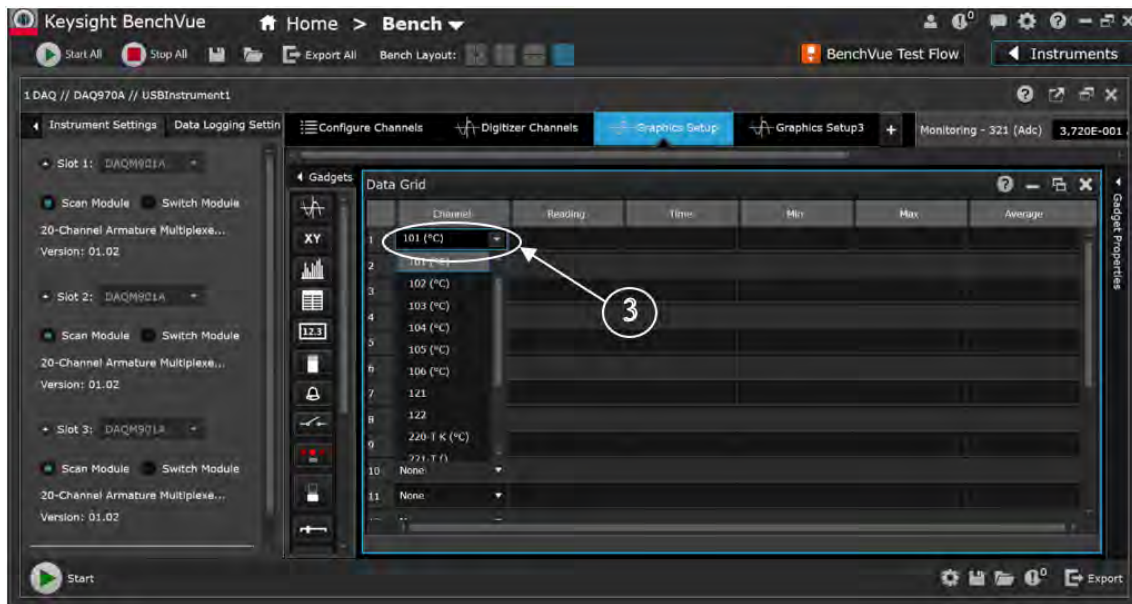 Keysight BenchVue Home > Bench
Start All Stop All Export All Bench Layout: BenchVue Test Flow Instruments
1 DAQ // DAQ970A // USBInstrument1
Instrument Settings Data Logging Settin
Configure Channels Digitizer Channels Graphics Setup Graphics Setup3 + Monitoring - 321 (Adc) 3,720E-001
Slot 1: DAQM901A
Scan Module Switch Module
20-Channel Armature Multiplexe...
Version: 01.02
Slot 2: DAQM901A
Scan Module Switch Module
20-Channel Armature Multiplexe...
Version: 01.02
Slot 3: DAQM901A
Scan Module Switch Module
20-Channel Armature Multiplexe...
Version: 01.02
Gadgets
XY
12.3
Data Grid
Channel Reading Time Min Max Average
1 101 (°C)
2 101 (°C)
102 (°C)
3 103 (°C)
4 104 (°C)
5 105 (°C)
6 106 (°C)
7 121
8 122
9 220-T K (°C)
221-T ()
10 None
11 None
3
Gadget Properties
Start Export